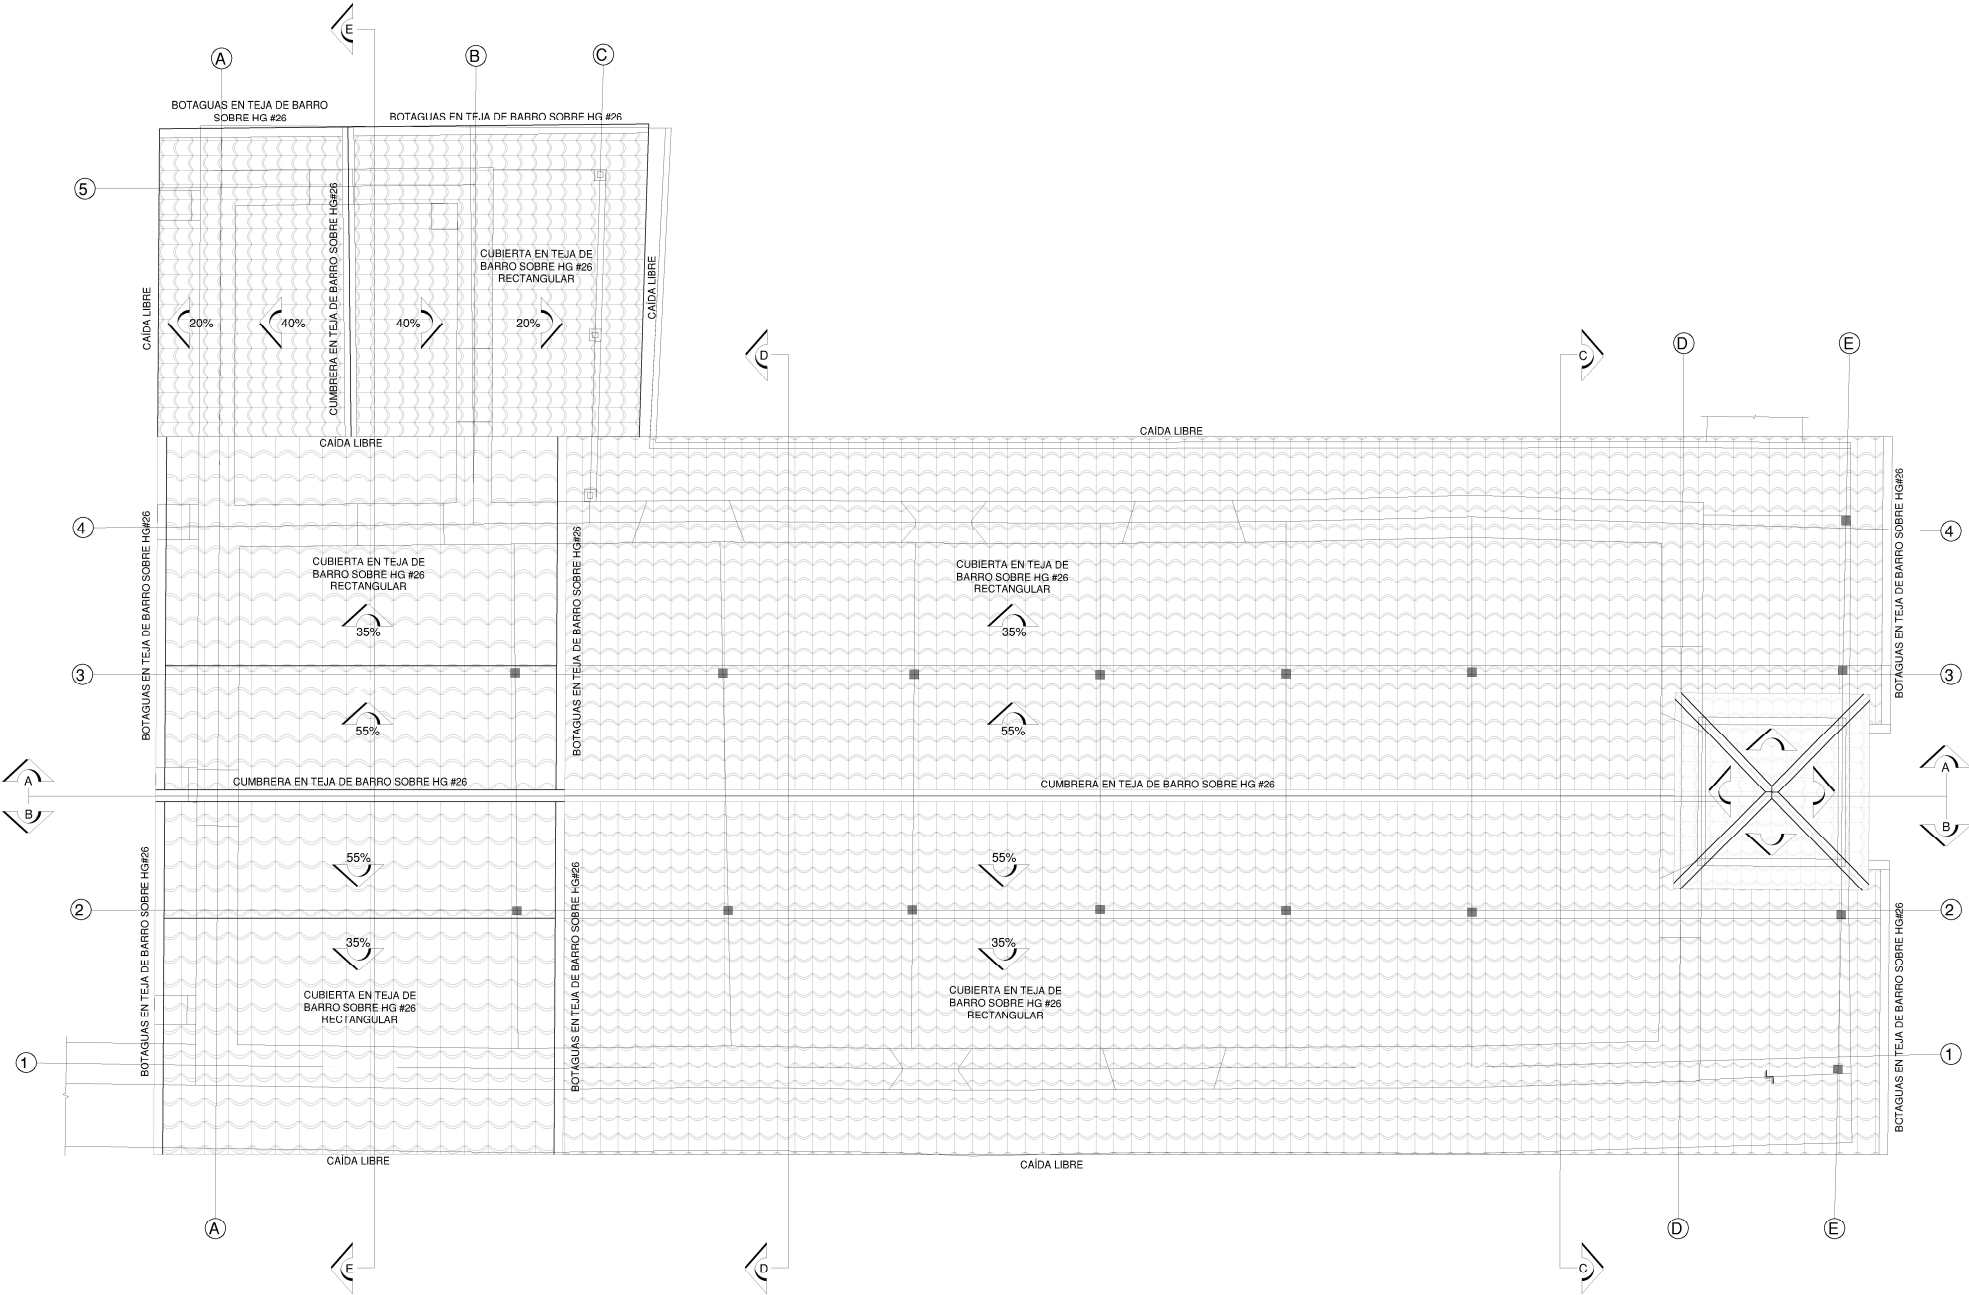 E
A
B
C
BOTAGUAS EN TEJA DE BARRO
SOBRE HG #26
BOTAGUAS EN TEJA DE BARRO SOBRE HG #26
5
CUMBRERA EN TEJA DE BARRO SOBRE HG#26
CUBIERTA EN TEJA DE
BARRO SOBRE HG #26
RECTANGULAR
CAÍDA LIBRE
CAÍDA LIBRE
20%
40%
40%
20%
D
C
D
E
CAÍDA LIBRE
CAÍDA LIBRE
BOTAGUAS EN TEJA DE BARRO SOBRE HG#26
BOTAGUAS EN TEJA DE BARRO SOBRE HG#26
BOTAGUAS EN TEJA DE BARRO SOBRE HG#26
4
4
CUBIERTA EN TEJA DE
BARRO SOBRE HG #26
RECTANGULAR
CUBIERTA EN TEJA DE
BARRO SOBRE HG #26
RECTANGULAR
35%
35%
3
3
55%
55%
A
B
CUMBRERA EN TEJA DE BARRO SOBRE HG #26
CUMBRERA EN TEJA DE BARRO SOBRE HG #26
A
B
BOTAGUAS EN TEJA DE BARRO SOBRE HG#26
BOTAGUAS EN TEJA DE BARRO SOBRE HG#26
BOTAGUAS EN TEJA DE BARRO SOBRE HG#26
55%
55%
2
2
35%
35%
CUBIERTA EN TEJA DE
BARRO SOBRE HG #26
RECTANGULAR
CUBIERTA EN TEJA DE
BARRO SOBRE HG #26
RECTANGULAR
1
1
CAÍDA LIBRE
CAÍDA LIBRE
A
D
E
E
D
C